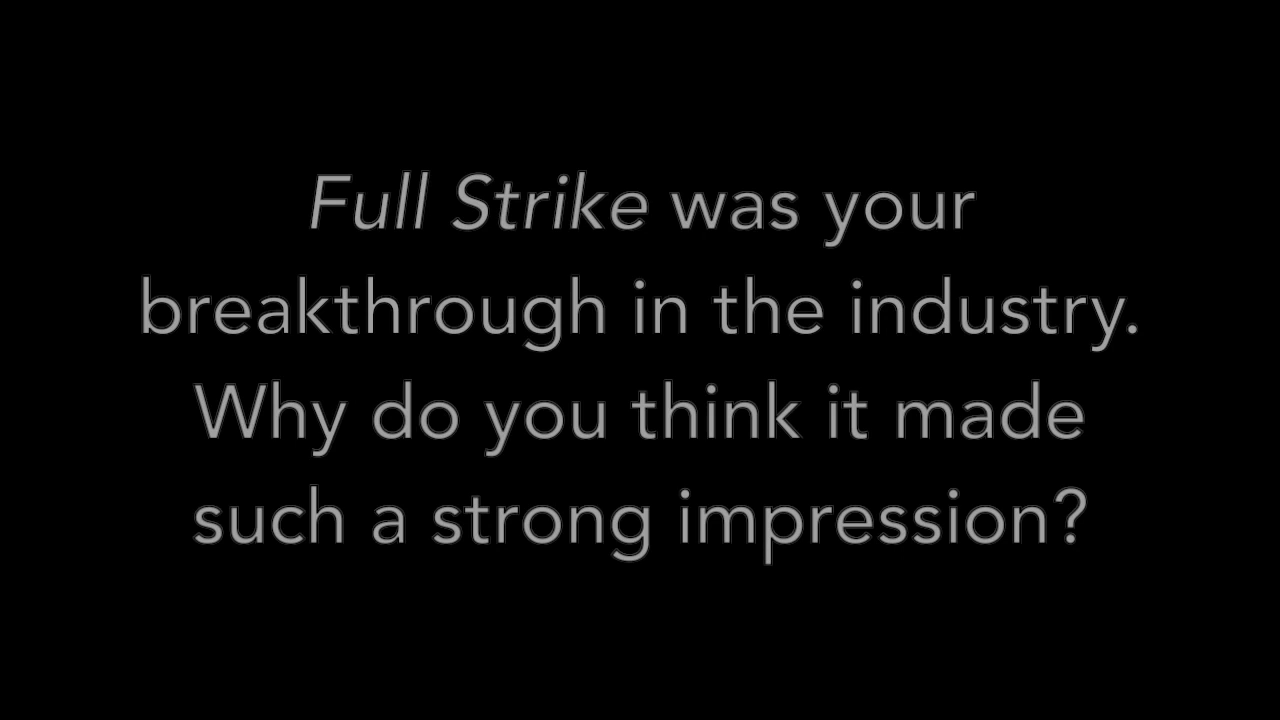 Full Strike was your
breakthrough in the industry.
Why do you think it made
such a strong impression?